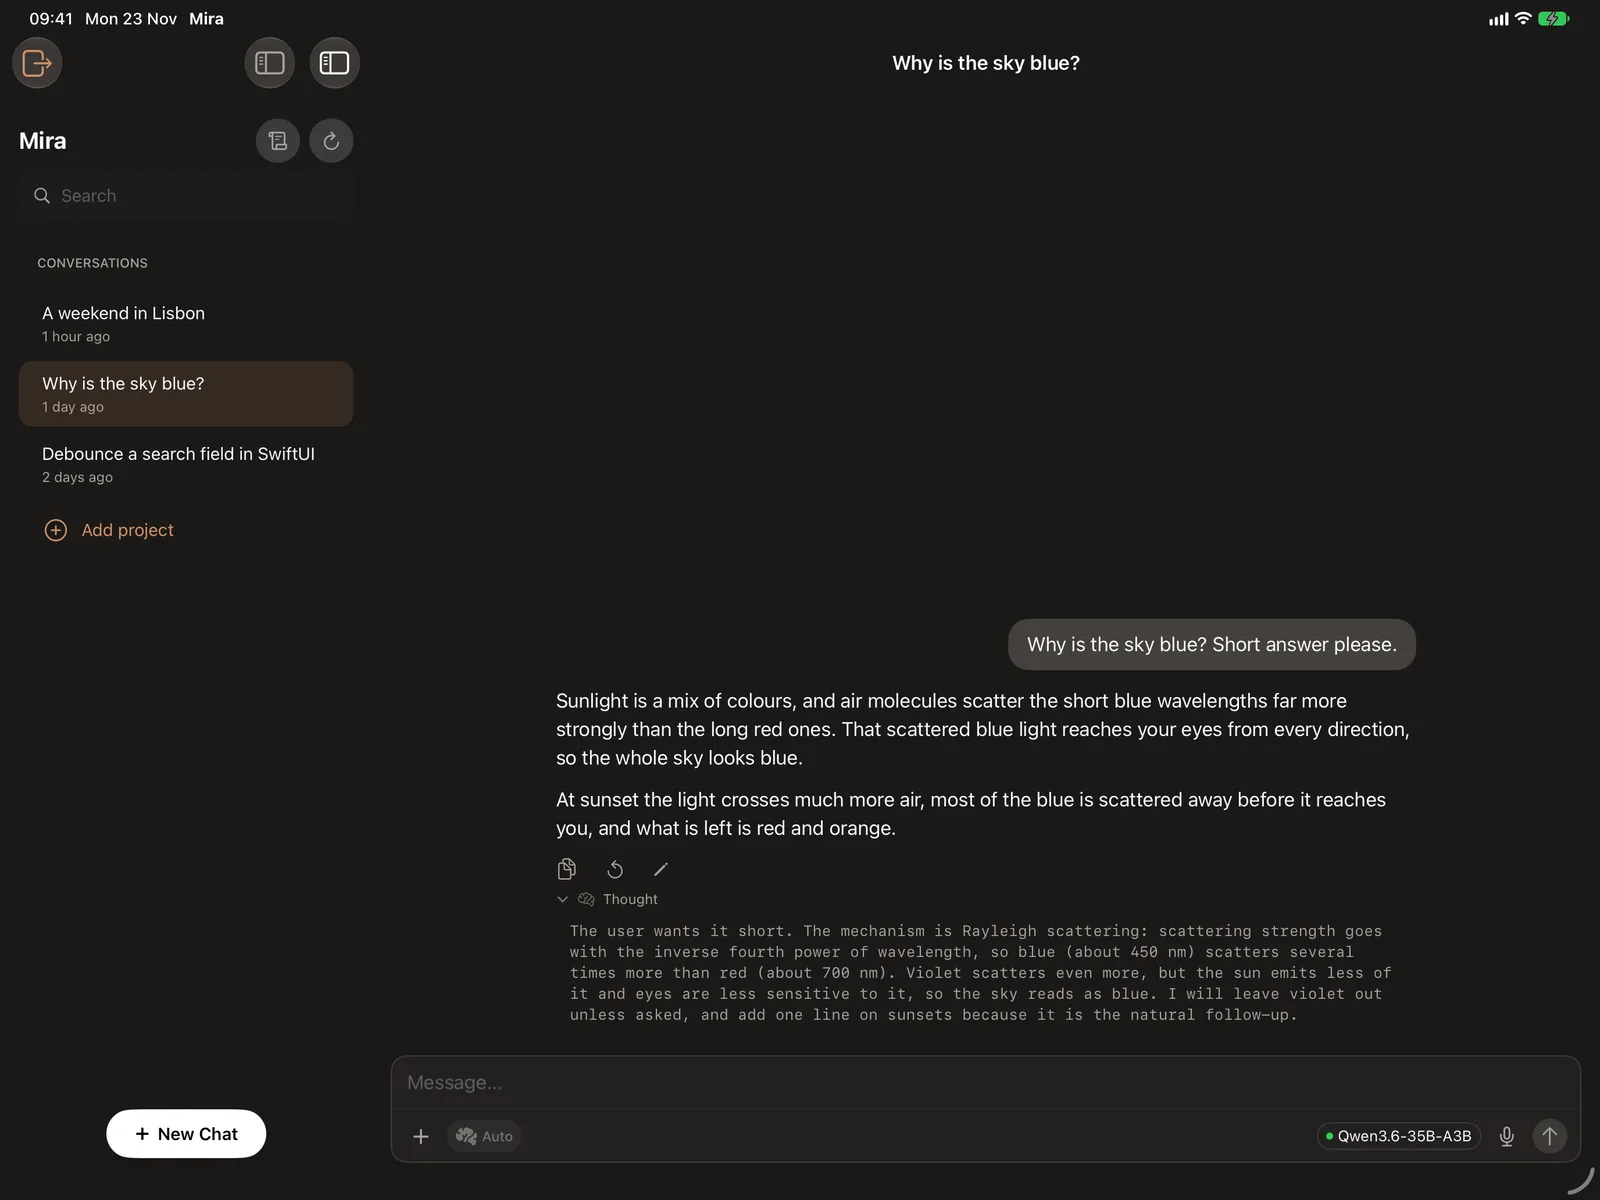 09:41 Mon 23 Nov Mira
Why is the sky blue?
Mira
Search
CONVERSATIONS
A weekend in Lisbon
1 hour ago
Why is the sky blue?
1 day ago
Debounce a search field in SwiftUI
2 days ago
Add project
New Chat
Why is the sky blue? Short answer please.
Sunlight is a mix of colours, and air molecules scatter the short blue wavelengths far more
strongly than the long red ones. That scattered blue light reaches your eyes from every direction,
so the whole sky looks blue.
At sunset the light crosses much more air, most of the blue is scattered away before it reaches
you, and what is left is red and orange.
Thought
The user wants it short. The mechanism is Rayleigh scattering: scattering strength goes
with the inverse fourth power of wavelength, so blue (about 450 nm) scatters several
times more than red (about 700 nm). Violet scatters even more, but the sun emits less of
it and eyes are less sensitive to it, so the sky reads as blue. I will leave violet out
unless asked, and add one line on sunsets because it is the natural follow-up.
Message...
Auto
Qwen3.6-35B-A3B